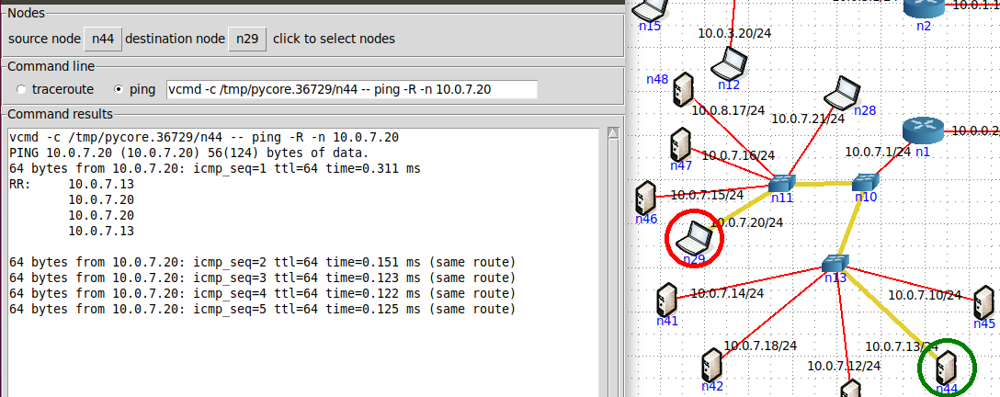 Nodes
source node n44 destination node n29 click to select nodes
Command line
traceroute ping vcmd -c /tmp/pycore.36729/n44 -- ping -R -n 10.0.7.20
Command results
vcmd -c /tmp/pycore.36729/n44 -- ping -R -n 10.0.7.20
PING 10.0.7.20 (10.0.7.20) 56(124) bytes of data.
64 bytes from 10.0.7.20: icmp_seq=1 ttl=64 time=0.311 ms
RR: 10.0.7.13
10.0.7.20
10.0.7.20
10.0.7.13
64 bytes from 10.0.7.20: icmp_seq=2 ttl=64 time=0.151 ms (same route)
64 bytes from 10.0.7.20: icmp_seq=3 ttl=64 time=0.123 ms (same route)
64 bytes from 10.0.7.20: icmp_seq=4 ttl=64 time=0.122 ms (same route)
64 bytes from 10.0.7.20: icmp_seq=5 ttl=64 time=0.125 ms (same route)
n15
n2
10.0.1.1
10.0.3.20/24
n12
n48
n28
10.0.8.17/24
10.0.7.21/24
n1
10.0.0.2
n47
10.0.7.16/24
10.0.7.1/24
n11
n10
10.0.7.15/24
n46
10.0.7.20/24
n29
n13
10.0.7.14/24
10.0.7.10/24
n41
n45
10.0.7.18/24
10.0.7.13/24
10.0.7.12/24
n42
n44